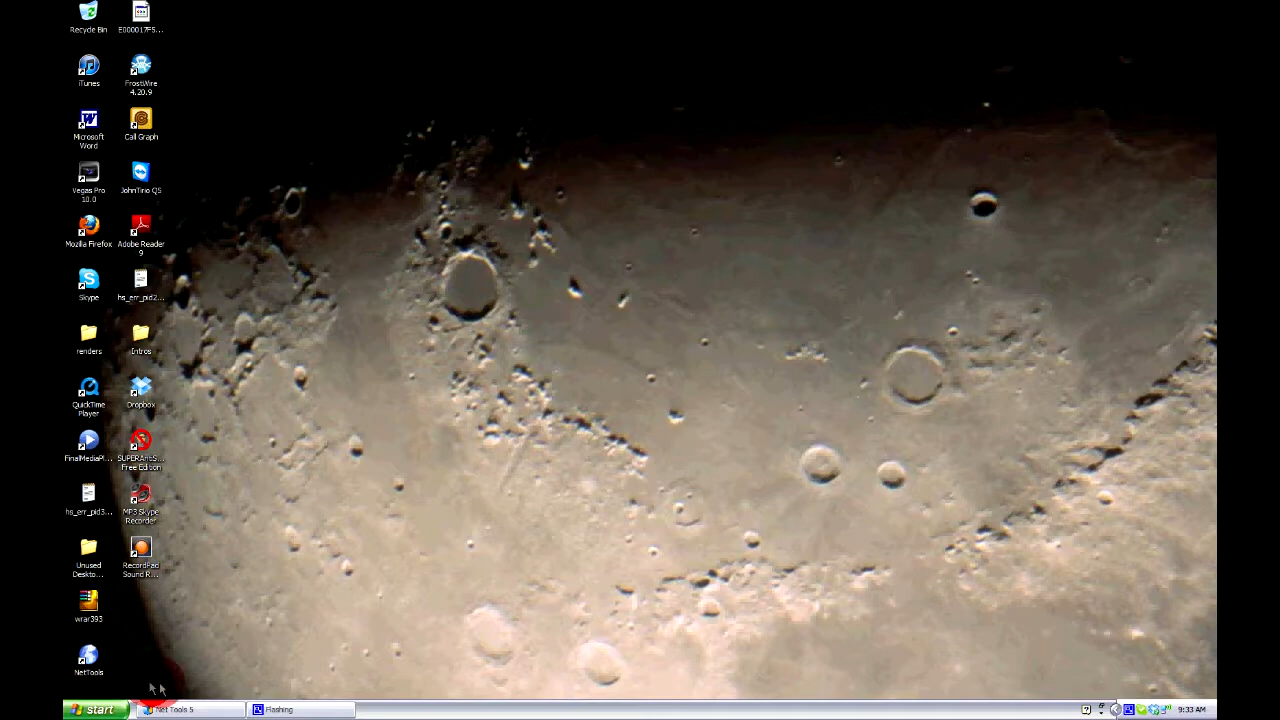 Recycle Bin
E000017F5...
iTunes
FrostWire
4.20.9
Microsoft
Word
Call Graph
Vegas Pro
10.0
JohnTirio QS
Mozilla Firefox
Adobe Reader
9
Skype
hs_err_pid2...
renders
Intros
QuickTime
Player
Dropbox
FinalMediaPl...
SUPERAntiS...
Free Edition
hs_err_pid3...
MP3 Skype
Recorder
Unused
Deskto...
RecordPad
Sound R...
wrar393
NetTools
start
Net Tools 5
Flashing
9:33 AM